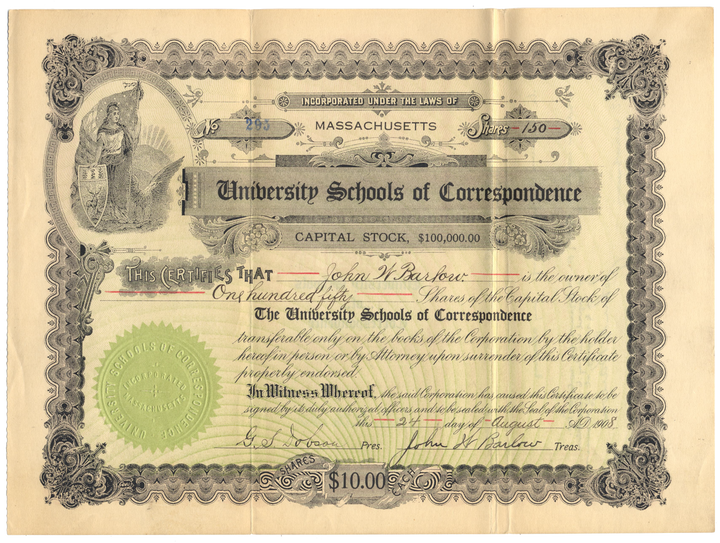 INCORPORATED UNDER THE LAWS OF
No 265 MASSACHUSETTS Shares -150-
University Schools of Correspondence
CAPITAL STOCK, $100,000.00
THIS CERTIFIES THAT John W Barlow is the owner of
One hundred fifty Shares of the Capital Stock of
The University Schools of Correspondence
transferable only on the books of the Corporation by the holder
hereof in person or by Attorney upon surrender of this Certificate
properly endorsed.
In Witness Whereof, the said Corporation has caused this Certificate to be
signed by its duly authorized officers and to be sealed with the Seal of the Corporation
this 24 day of August A.D. 1908.
G. S. Dobson Pres. John W Barlow Treas.
UNIVERSITY SCHOOLS OF CORRESPONDENCE
INCORPORATED
MASSACHUSETTS
SHARES $10.00 EACH